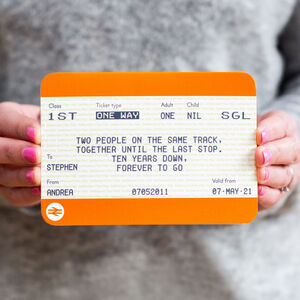 Class Ticket type Adult Child
1ST ONE WAY ONE NIL SGL
TWO PEOPLE ON THE SAME TRACK,
TOGETHER UNTIL THE LAST STOP.
TEN YEARS DOWN,
FOREVER TO GO
To
STEPHEN
From Valid from
ANDREA 07052011 07·MAY·21